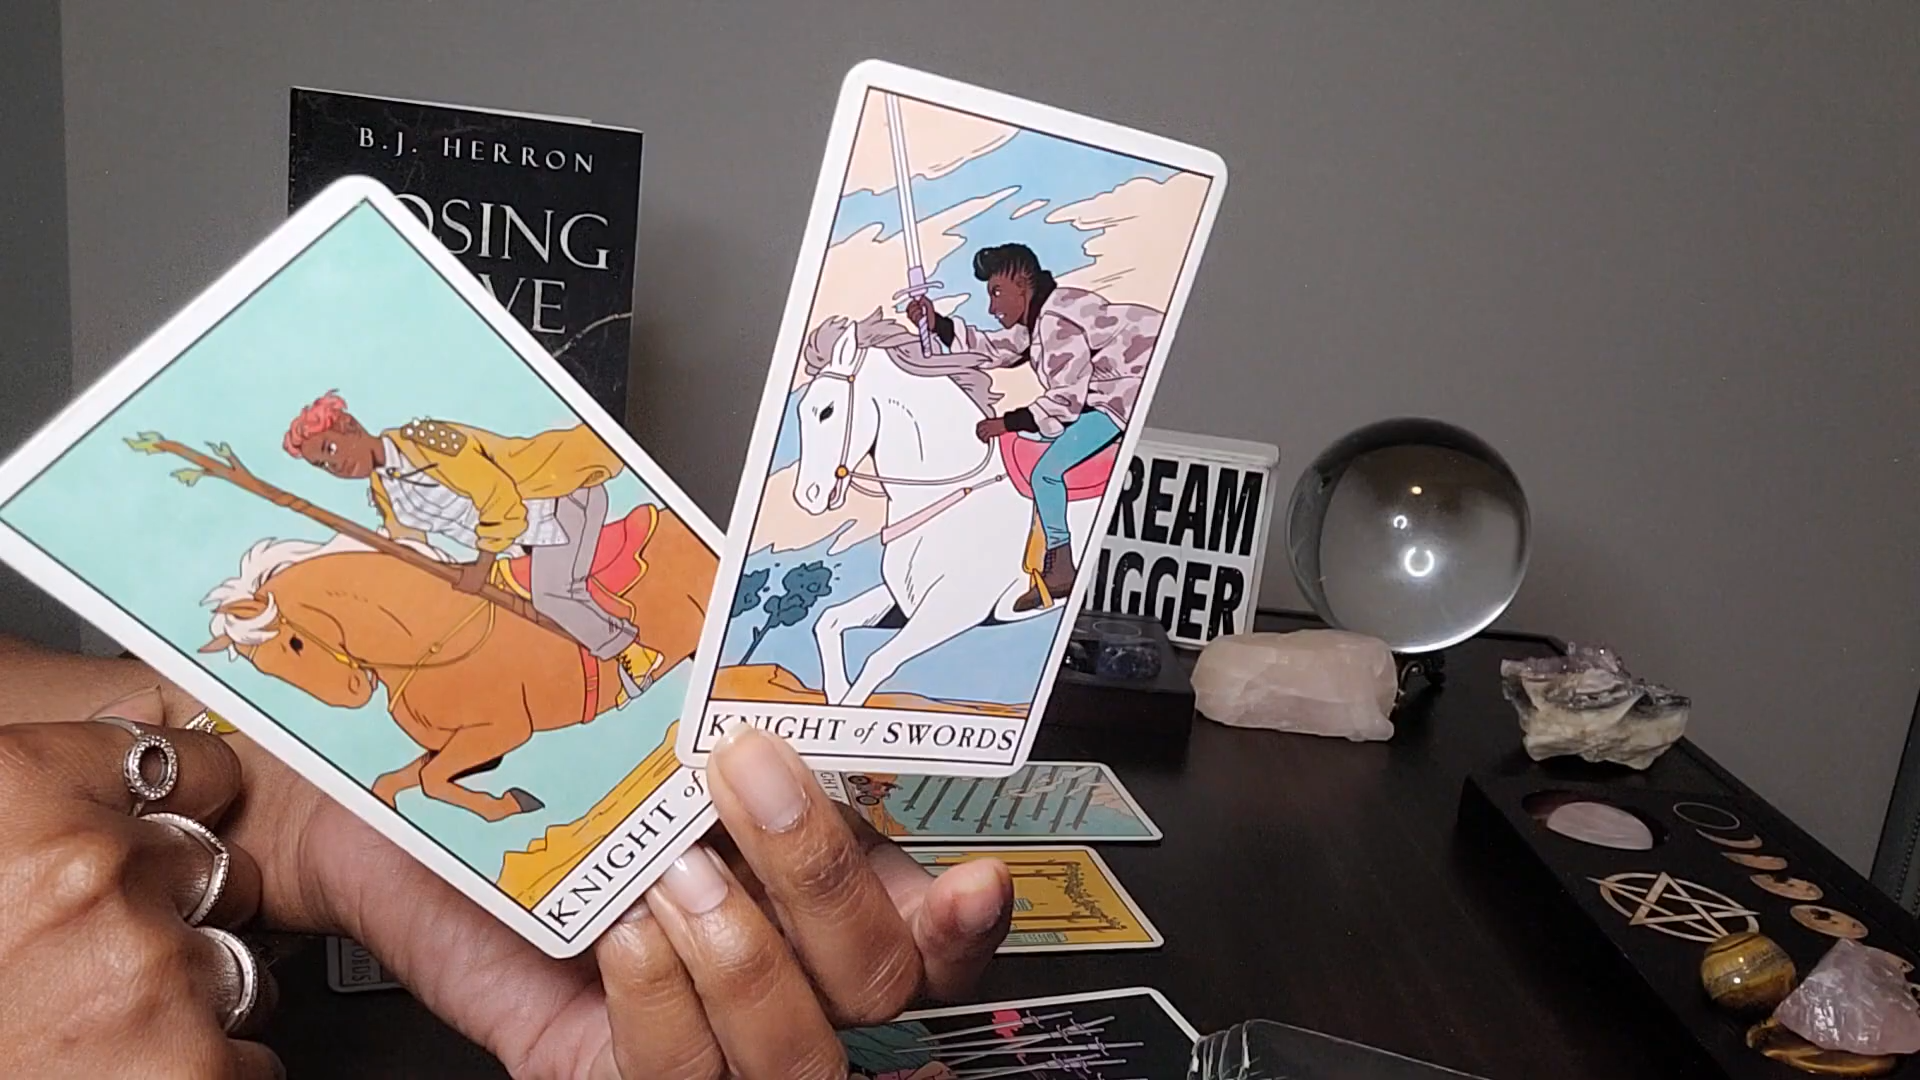 B.J. HERRON
OSING
VE
KNIGHT of
KNIGHT of SWORDS
REAM
IGGER